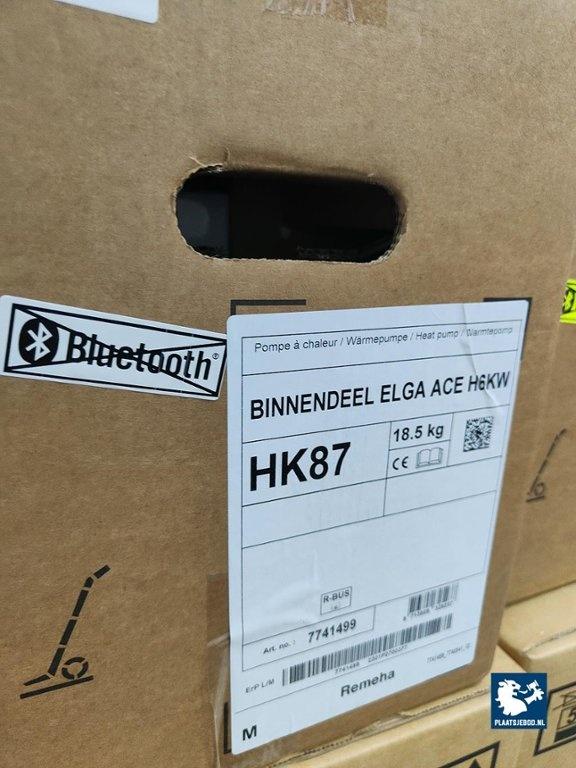 Bluetooth®
Pompe à chaleur / Wärmepumpe / Heat pump / Warmtepomp
BINNENDEEL ELGA ACE H6KW
HK87
18.5 kg
CE
R-BUS
Art. no.: 7741499
ErP L/M
Remeha
M
PLAATSJEBOD.NL